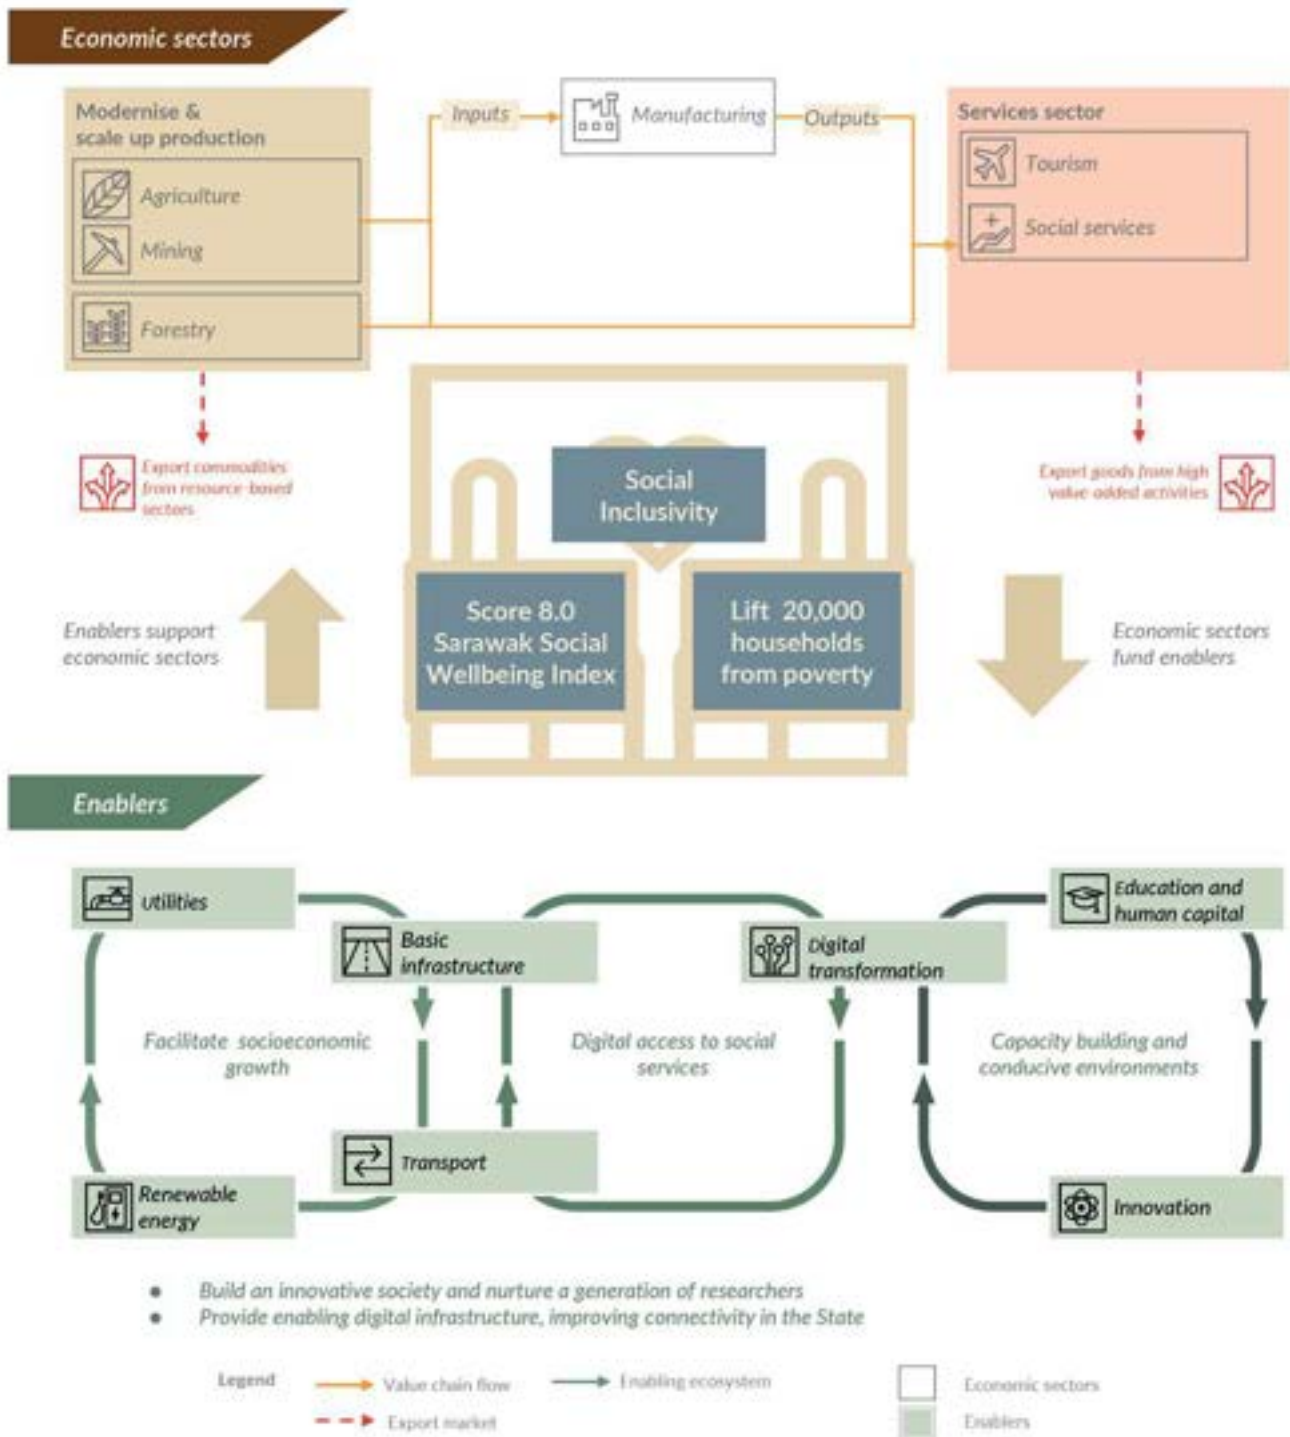 Economic sectors
Modernise &
scale up production
Agriculture
Mining
Forestry
Inputs
Manufacturing
Outputs
Services sector
Tourism
Social services
Export commodities
from resource-based
sectors
Export goods from high
value-added activities
Social
Inclusivity
Score 8.0
Sarawak Social
Wellbeing Index
Lift 20,000
households
from poverty
Enablers support
economic sectors
Economic sectors
fund enablers
Enablers
Utilities
Basic
infrastructure
Digital
transformation
Education and
human capital
Facilitate socioeconomic
growth
Digital access to social
services
Capacity building and
conducive environments
Transport
Renewable
energy
Innovation
● Build an innovative society and nurture a generation of researchers
● Provide enabling digital infrastructure, improving connectivity in the State
Legend
Value chain flow
Enabling ecosystem
Economic sectors
Export market
Enablers